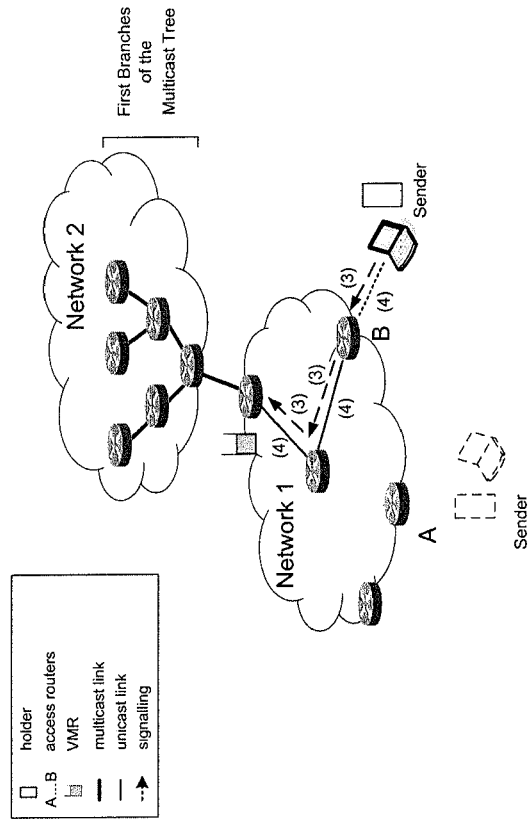 holder
A...B access routers
VMR
multicast link
unicast link
signalling
First Branches
of the
Multicast Tree
Network 2
Network 1
(4)
(3)
(3)
(4)
(3)
(4)
B
Sender
A
Sender